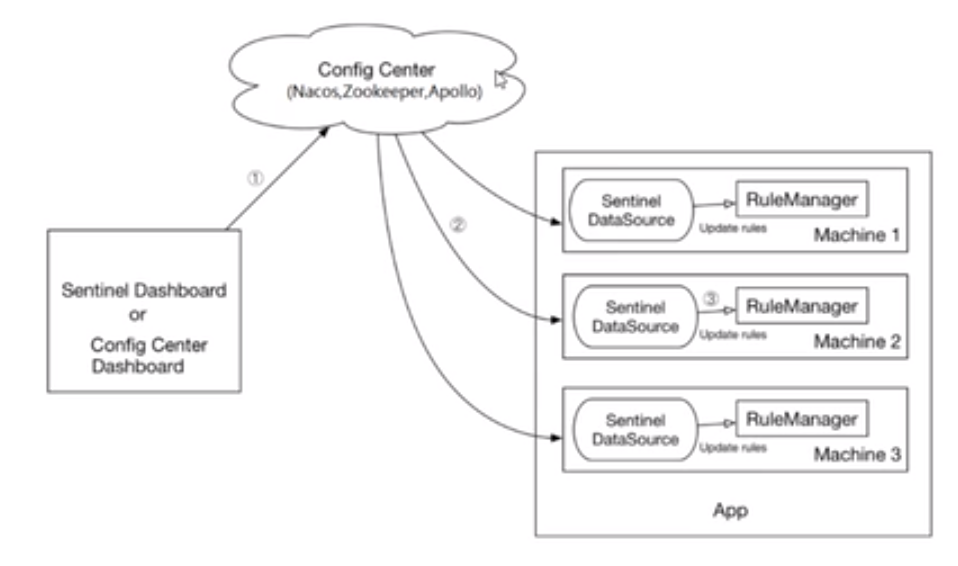 Config Center
(Nacos,Zookeeper,Apollo)
①
Sentinel Dashboard
or
Config Center
Dashboard
②
Sentinel
DataSource
Update rules
RuleManager
Machine 1
Sentinel
DataSource
③
Update rules
RuleManager
Machine 2
Sentinel
DataSource
Update rules
RuleManager
Machine 3
App